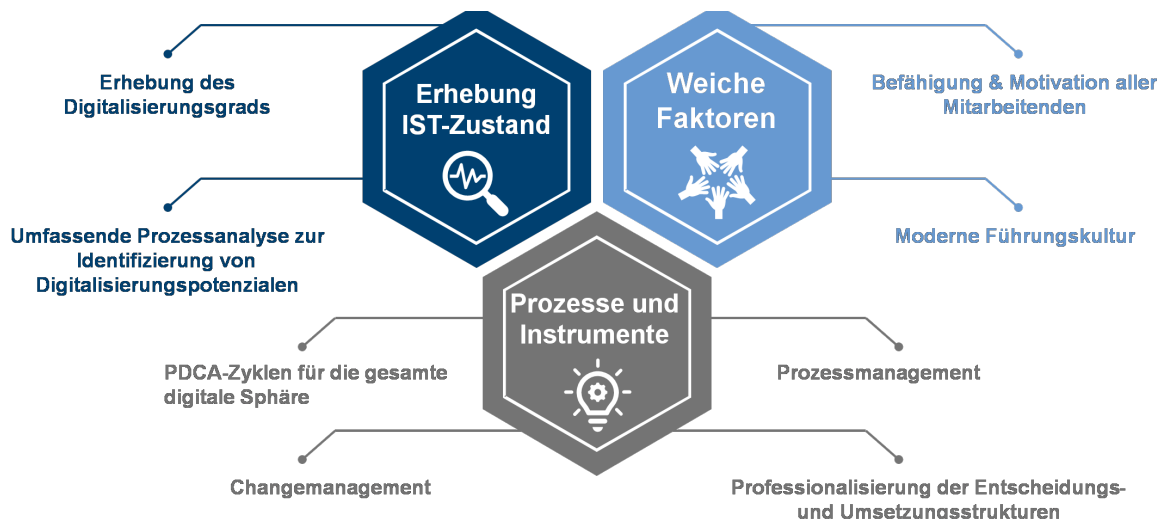 Erhebung des
Digitalisierungsgrads
Umfassende Prozessanalyse zur
Identifizierung von
Digitalisierungspotenzialen
Erhebung
IST-Zustand
Weiche
Faktoren
Befähigung & Motivation aller
Mitarbeitenden
Moderne Führungskultur
Prozesse und
Instrumente
PDCA-Zyklen für die gesamte
digitale Sphäre
Changemanagement
Prozessmanagement
Professionalisierung der Entscheidungs-
und Umsetzungsstrukturen